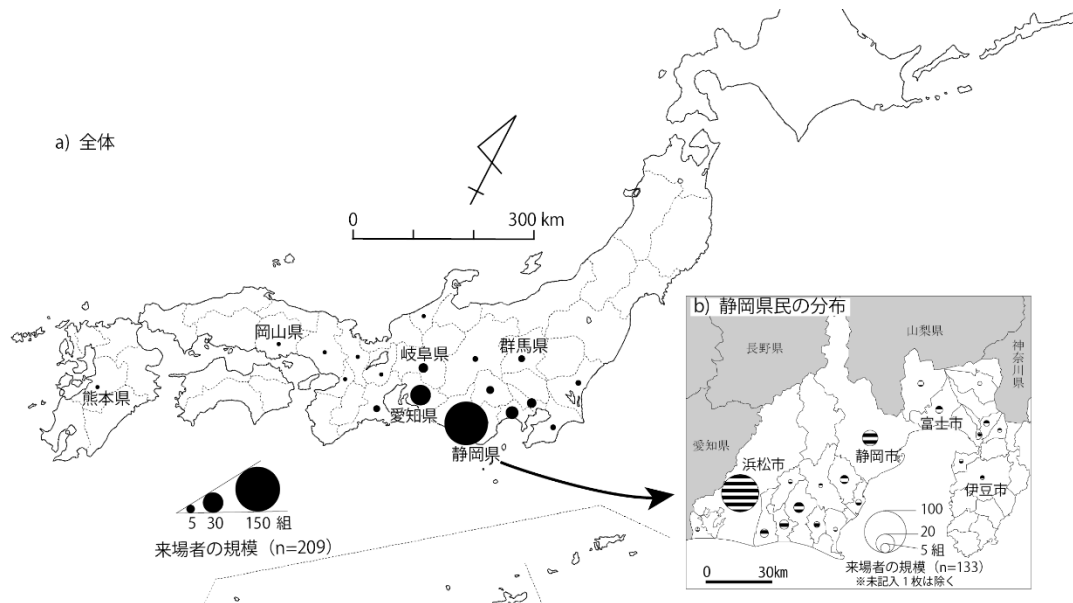 a) 全体
0 300 km
岡山県
岐阜県
群馬県
熊本県
愛知県
静岡県
5 30 150 組
来場者の規模（n=209）
b) 静岡県民の分布
山梨県
長野県
神奈川県
愛知県
富士市
静岡市
浜松市
伊豆市
100
20
5 組
来場者の規模（n=133）
※未記入１枚は除く
0 30km